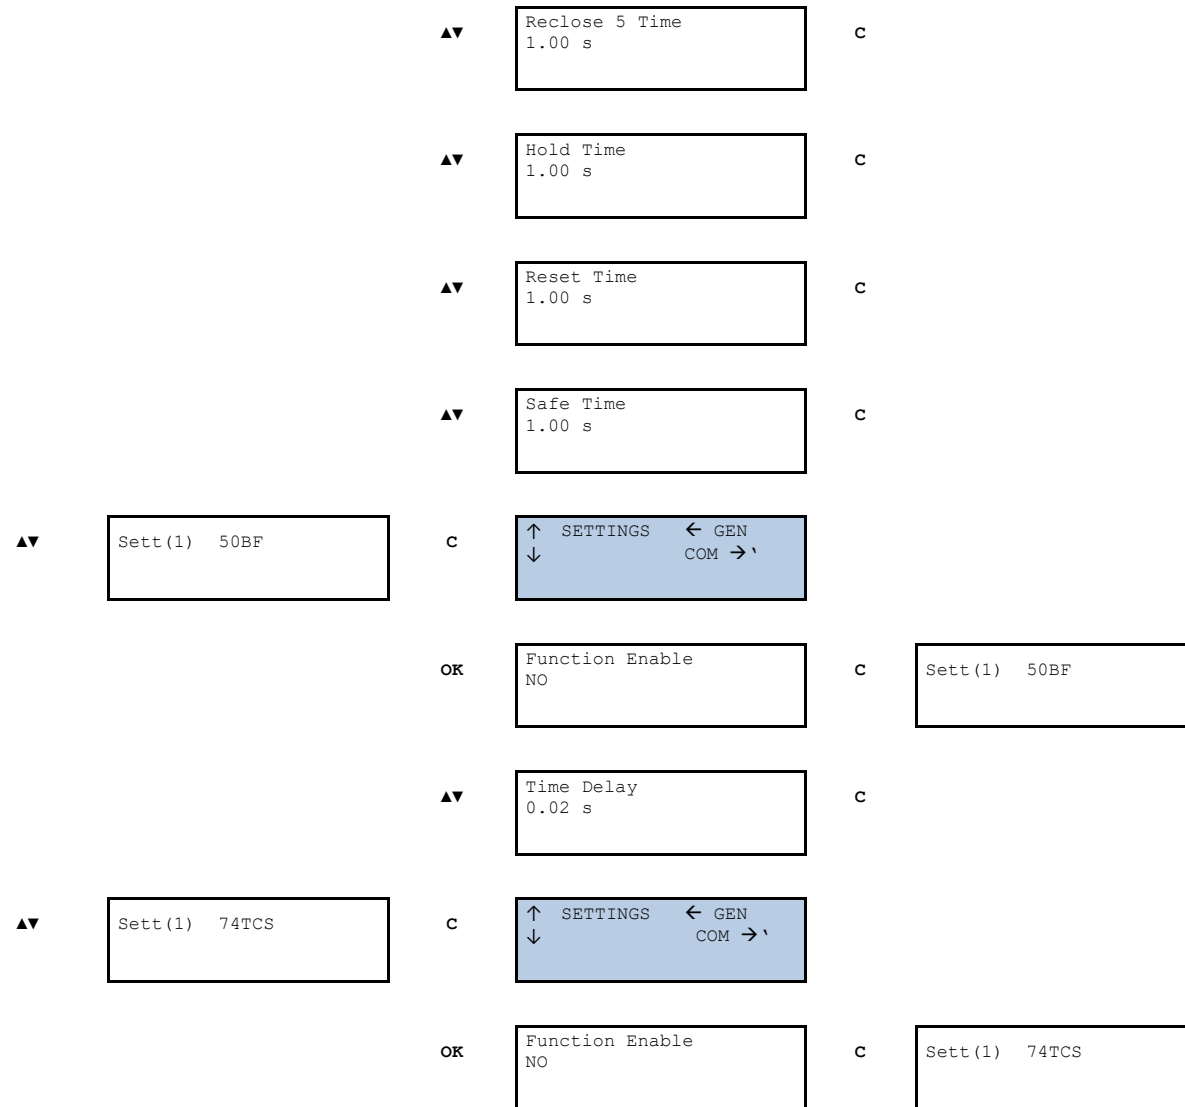 ▲▼ Reclose 5 Time C
1.00 s
▲▼ Hold Time C
1.00 s
▲▼ Reset Time C
1.00 s
▲▼ Safe Time C
1.00 s
▲▼ Sett(1) 50BF C ↑ SETTINGS ← GEN
↓ COM →‘
OK Function Enable C Sett(1) 50BF
NO
▲▼ Time Delay C
0.02 s
▲▼ Sett(1) 74TCS C ↑ SETTINGS ← GEN
↓ COM →‘
OK Function Enable C Sett(1) 74TCS
NO